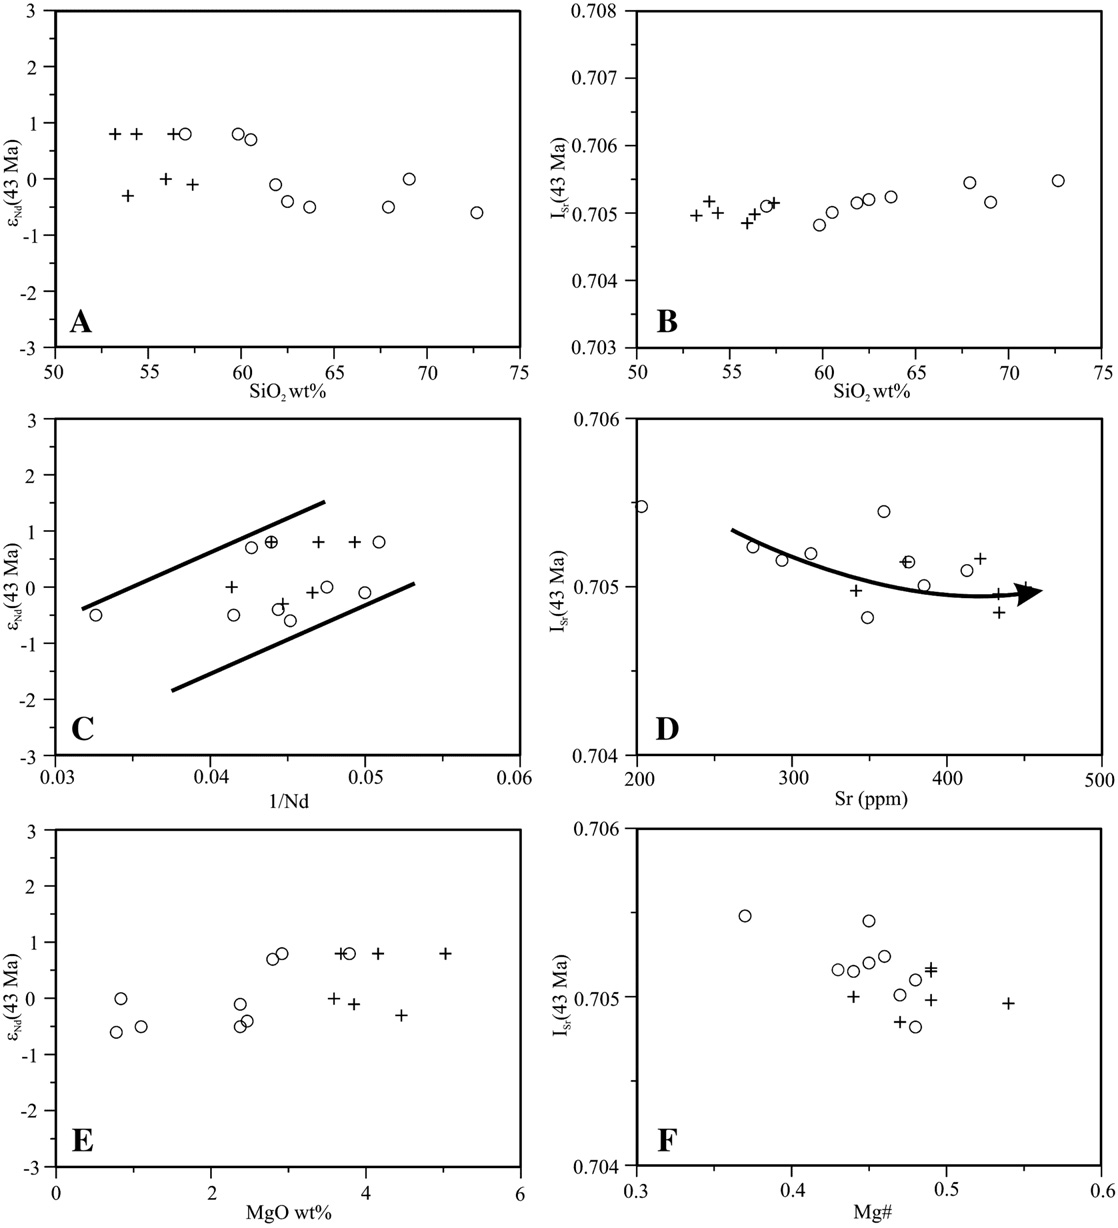 3
2
1
0
-1
-2
-3
εNd(43 Ma)
A
50 55 60 65 70 75
SiO2 wt%
0.708
0.707
0.706
0.705
0.704
0.703
ISr(43 Ma)
B
50 55 60 65 70 75
SiO2 wt%
3
2
1
0
-1
-2
-3
εNd(43 Ma)
C
0.03 0.04 0.05 0.06
1/Nd
0.706
0.705
0.704
ISr(43 Ma)
D
200 300 400 500
Sr (ppm)
3
2
1
0
-1
-2
-3
εNd(43 Ma)
E
0 2 4 6
MgO wt%
0.706
0.705
0.704
ISr(43 Ma)
F
0.3 0.4 0.5 0.6
Mg#